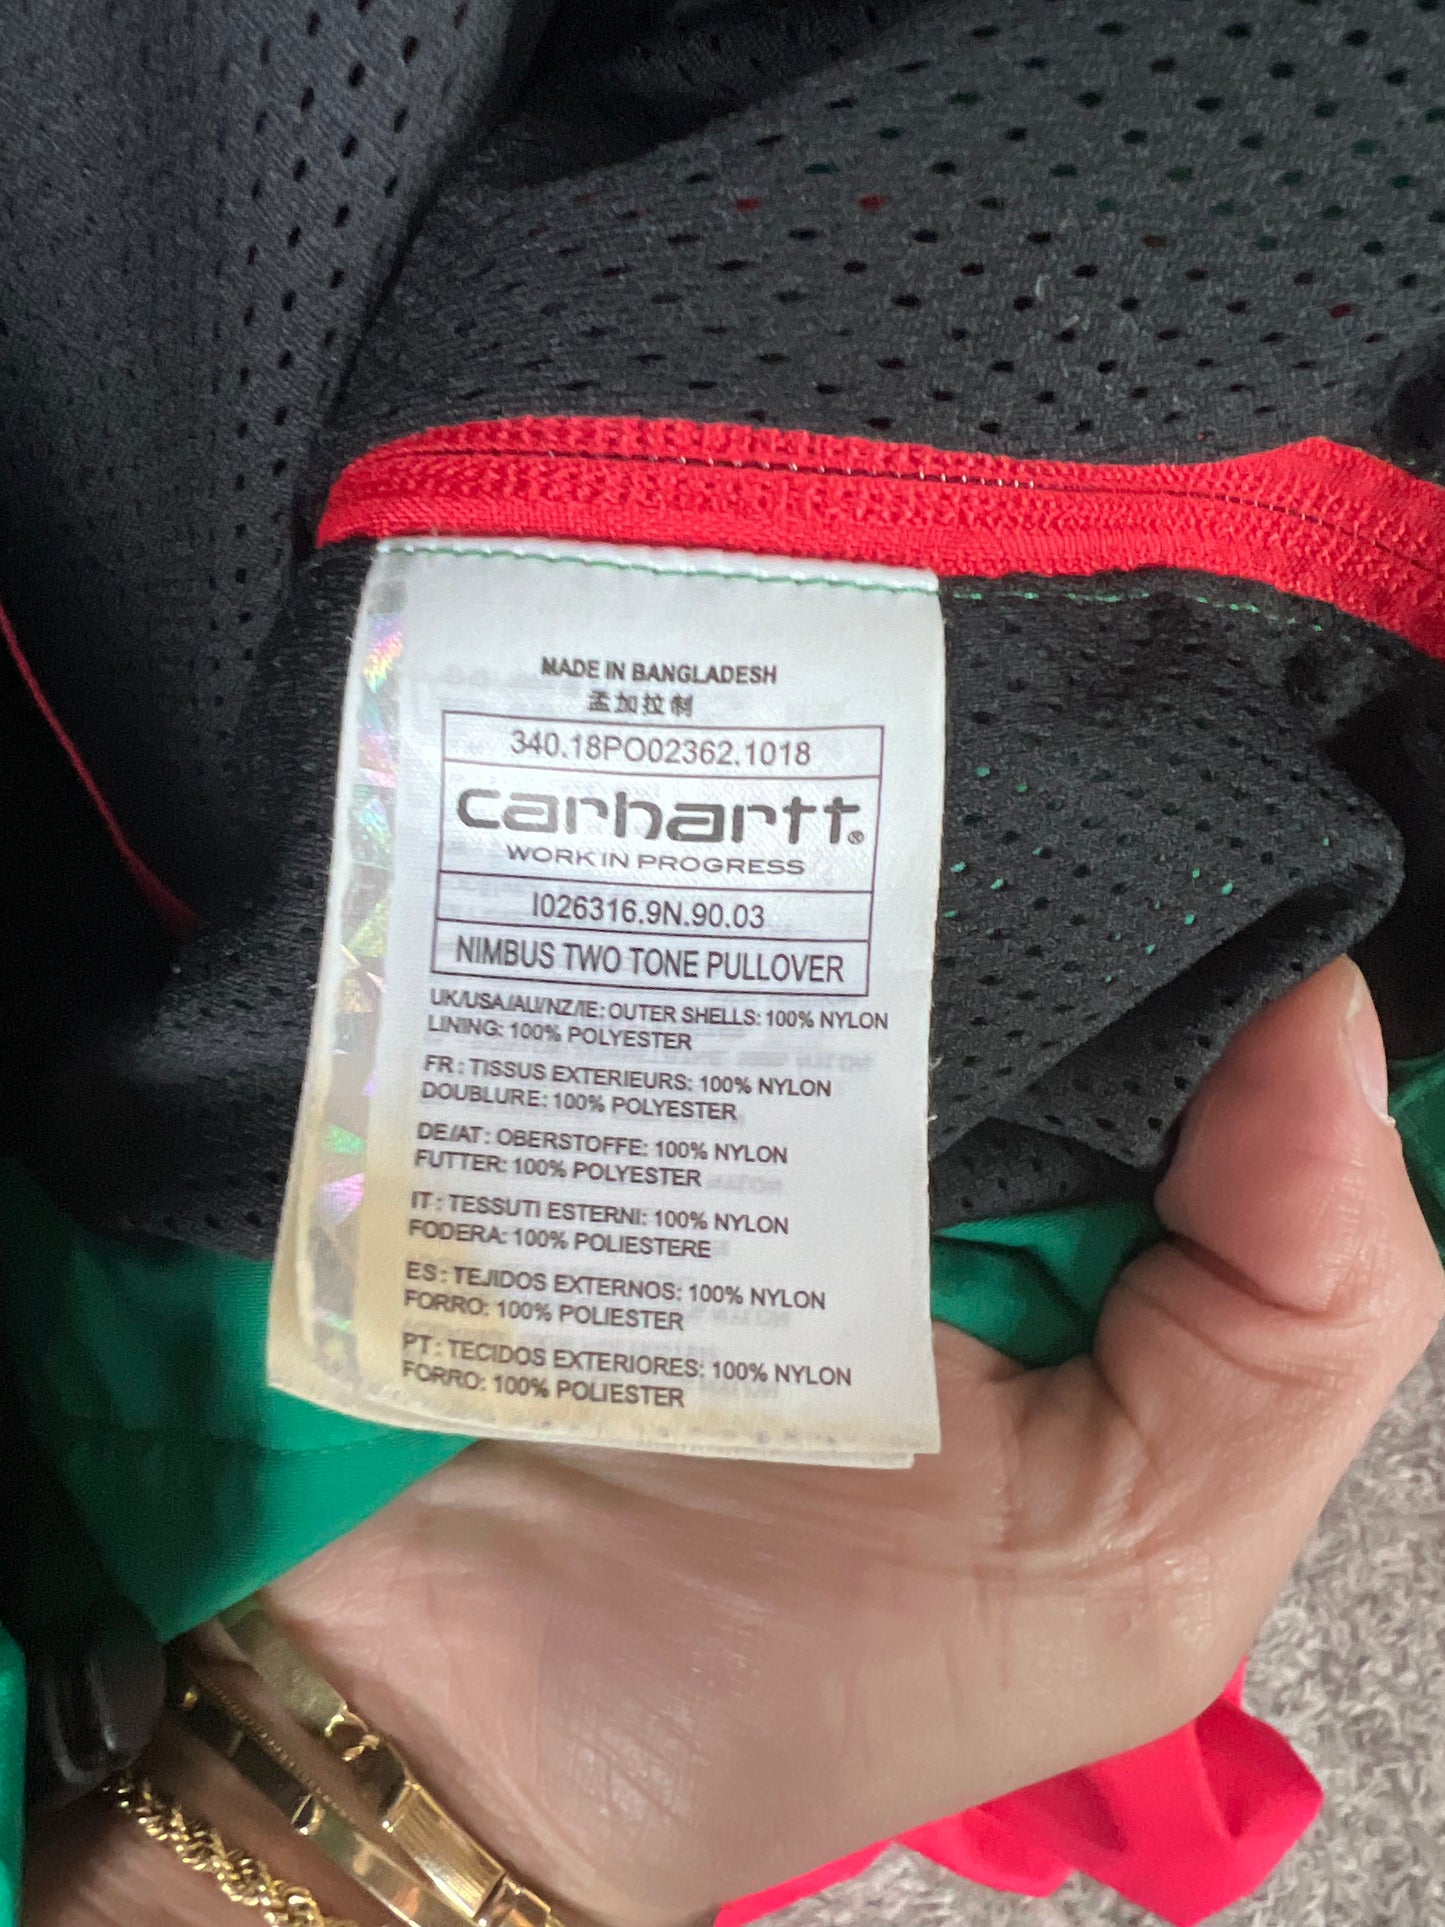 MADE IN BANGLADESH
孟加拉制
340.18PO02362.1018
carhartt®
WORK IN PROGRESS
I026316.9N.90.03
NIMBUS TWO TONE PULLOVER
UK/USA/AU/NZ/IE: OUTER SHELLS: 100% NYLON
LINING: 100% POLYESTER
FR : TISSUS EXTERIEURS: 100% NYLON
DOUBLURE: 100% POLYESTER
DE/AT : OBERSTOFFE: 100% NYLON
FUTTER: 100% POLYESTER
IT : TESSUTI ESTERNI: 100% NYLON
FODERA: 100% POLIESTERE
ES : TEJIDOS EXTERNOS: 100% NYLON
FORRO: 100% POLIESTER
PT : TECIDOS EXTERIORES: 100% NYLON
FORRO: 100% POLIESTER